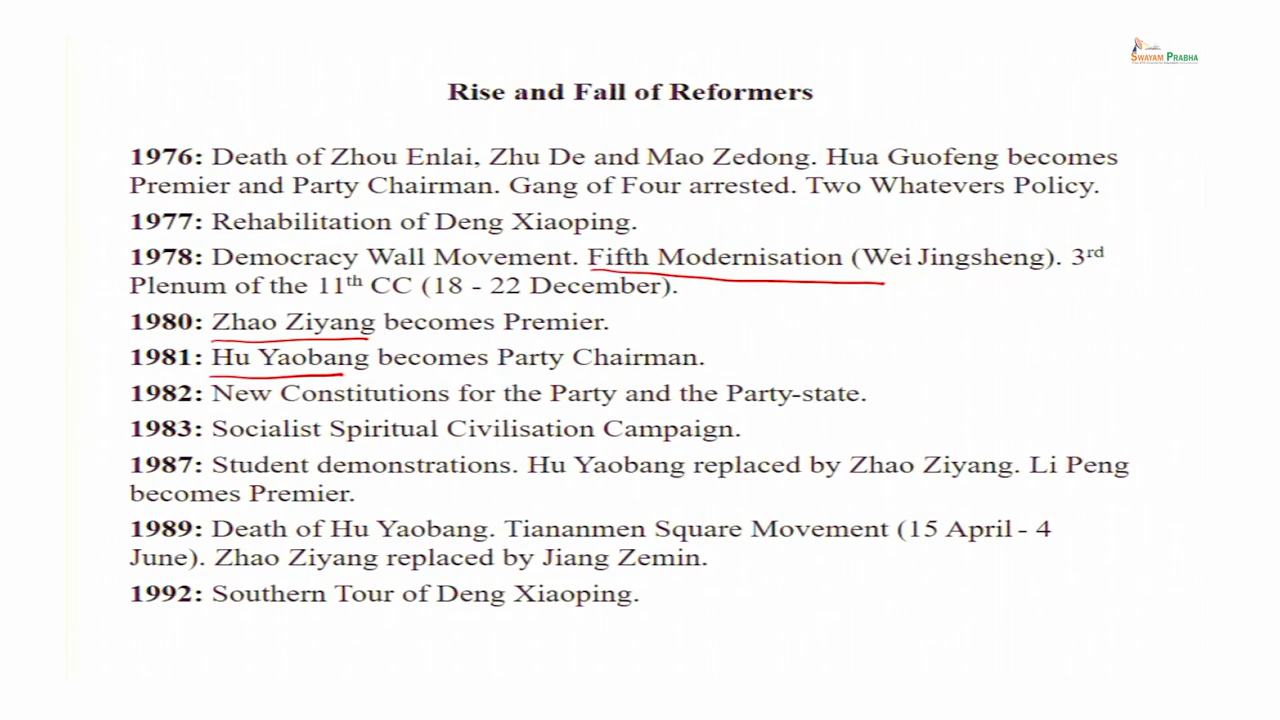 SWAYAM PRABHA
Rise and Fall of Reformers
1976: Death of Zhou Enlai, Zhu De and Mao Zedong. Hua Guofeng becomes
Premier and Party Chairman. Gang of Four arrested. Two Whatevers Policy.
1977: Rehabilitation of Deng Xiaoping.
1978: Democracy Wall Movement. Fifth Modernisation (Wei Jingsheng). 3rd
Plenum of the 11th CC (18 - 22 December).
1980: Zhao Ziyang becomes Premier.
1981: Hu Yaobang becomes Party Chairman.
1982: New Constitutions for the Party and the Party-state.
1983: Socialist Spiritual Civilisation Campaign.
1987: Student demonstrations. Hu Yaobang replaced by Zhao Ziyang. Li Peng
becomes Premier.
1989: Death of Hu Yaobang. Tiananmen Square Movement (15 April - 4
June). Zhao Ziyang replaced by Jiang Zemin.
1992: Southern Tour of Deng Xiaoping.